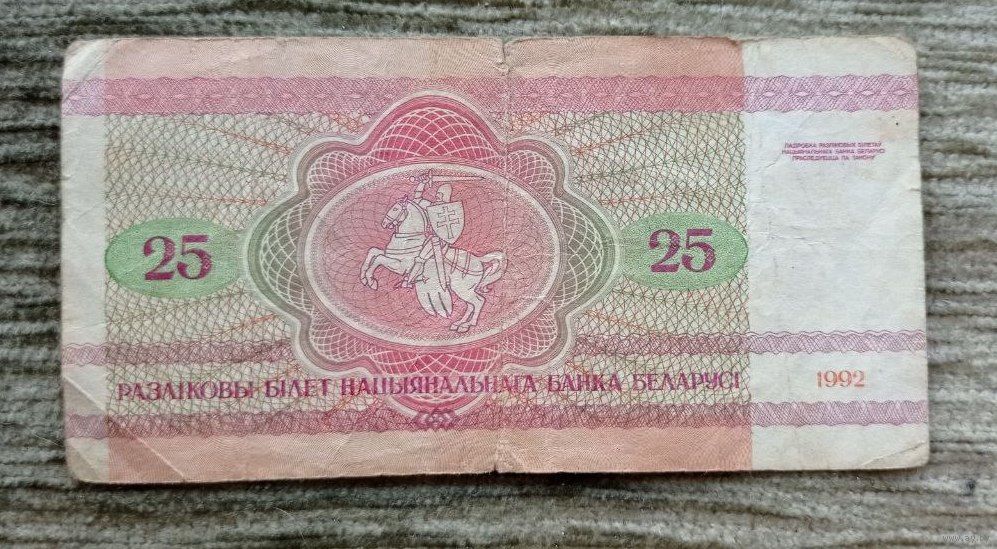 ПАДРОБКА РАЗЛІКОВЫХ БІЛЕТАЎ
НАЦЫЯНАЛЬНАГА БАНКА БЕЛАРУСІ
ПРАСЛЕДУЕЦЦА ПА ЗАКОНУ
25 25
РАЗЛІКОВЫ БІЛЕТ НАЦЫЯНАЛЬНАГА БАНКА БЕЛАРУСІ 1992